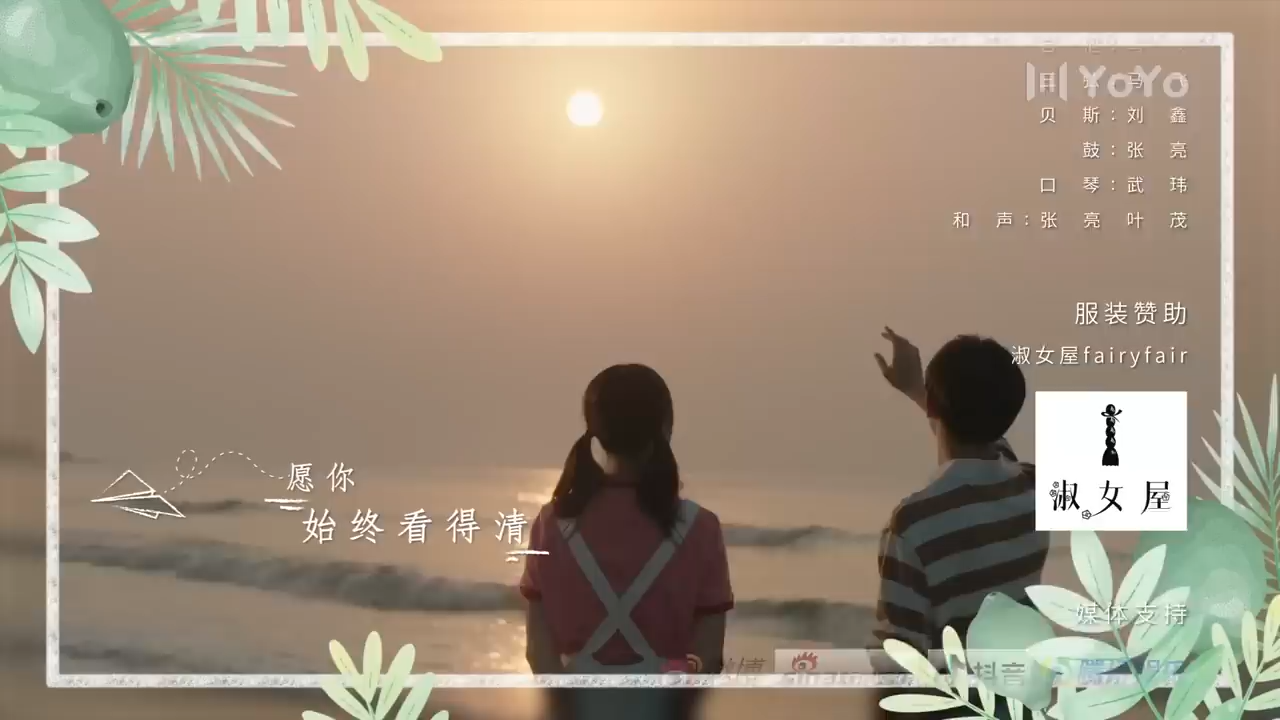 YoYo
贝 斯：刘 鑫
鼓：张 亮
口 琴：武 玮
和 声：张 亮 叶 茂
服装赞助
淑女屋fairyfair
淑女屋
愿你
始终看得清
媒体支持
抖音